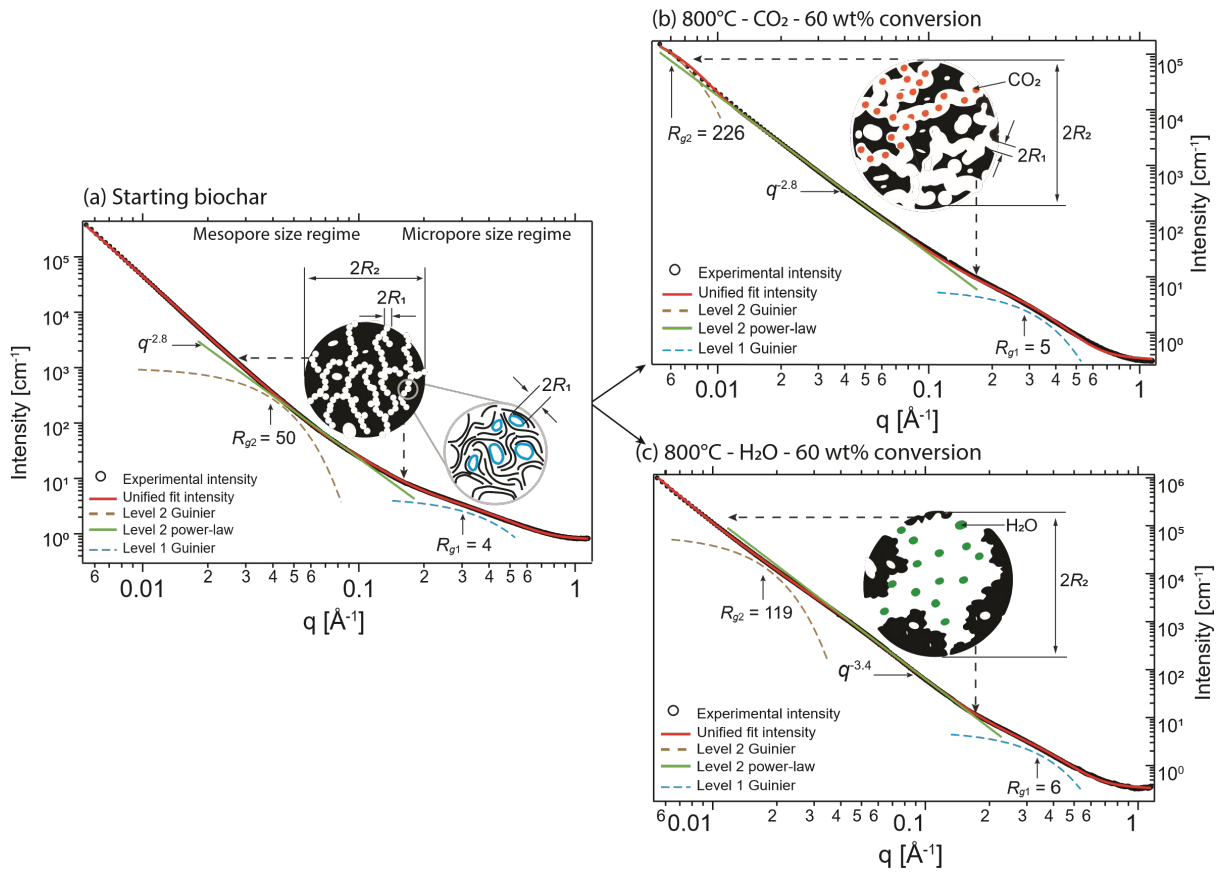 (a) Starting biochar
Mesopore size regime
Micropore size regime
2R₂
2R₁
2R₁
q⁻²·⁸
R_g2 = 50
R_g1 = 4
Experimental intensity
Unified fit intensity
Level 2 Guinier
Level 2 power-law
Level 1 Guinier
Intensity [cm⁻¹]
10⁵
10⁴
10³
10²
10¹
10⁰
6 0.01 2 3 4 5 6 0.1 2 3 4 5 6 1
q [Å⁻¹]
(b) 800°C - CO₂ - 60 wt% conversion
CO₂
2R₂
2R₁
R_g2 = 226
q⁻²·⁸
R_g1 = 5
Experimental intensity
Unified fit intensity
Level 2 Guinier
Level 2 power-law
Level 1 Guinier
10⁵
10⁴
10³
10²
10¹
10⁰
Intensity [cm⁻¹]
6 0.01 2 3 4 5 6 0.1 2 3 4 5 6 1
q [Å⁻¹]
(c) 800°C - H₂O - 60 wt% conversion
H₂O
2R₂
R_g2 = 119
q⁻³·⁴
R_g1 = 6
Experimental intensity
Unified fit intensity
Level 2 Guinier
Level 2 power-law
Level 1 Guinier
10⁶
10⁵
10⁴
10³
10²
10¹
10⁰
Intensity [cm⁻¹]
6 0.01 2 3 4 5 6 0.1 2 3 4 5 6 1
q [Å⁻¹]